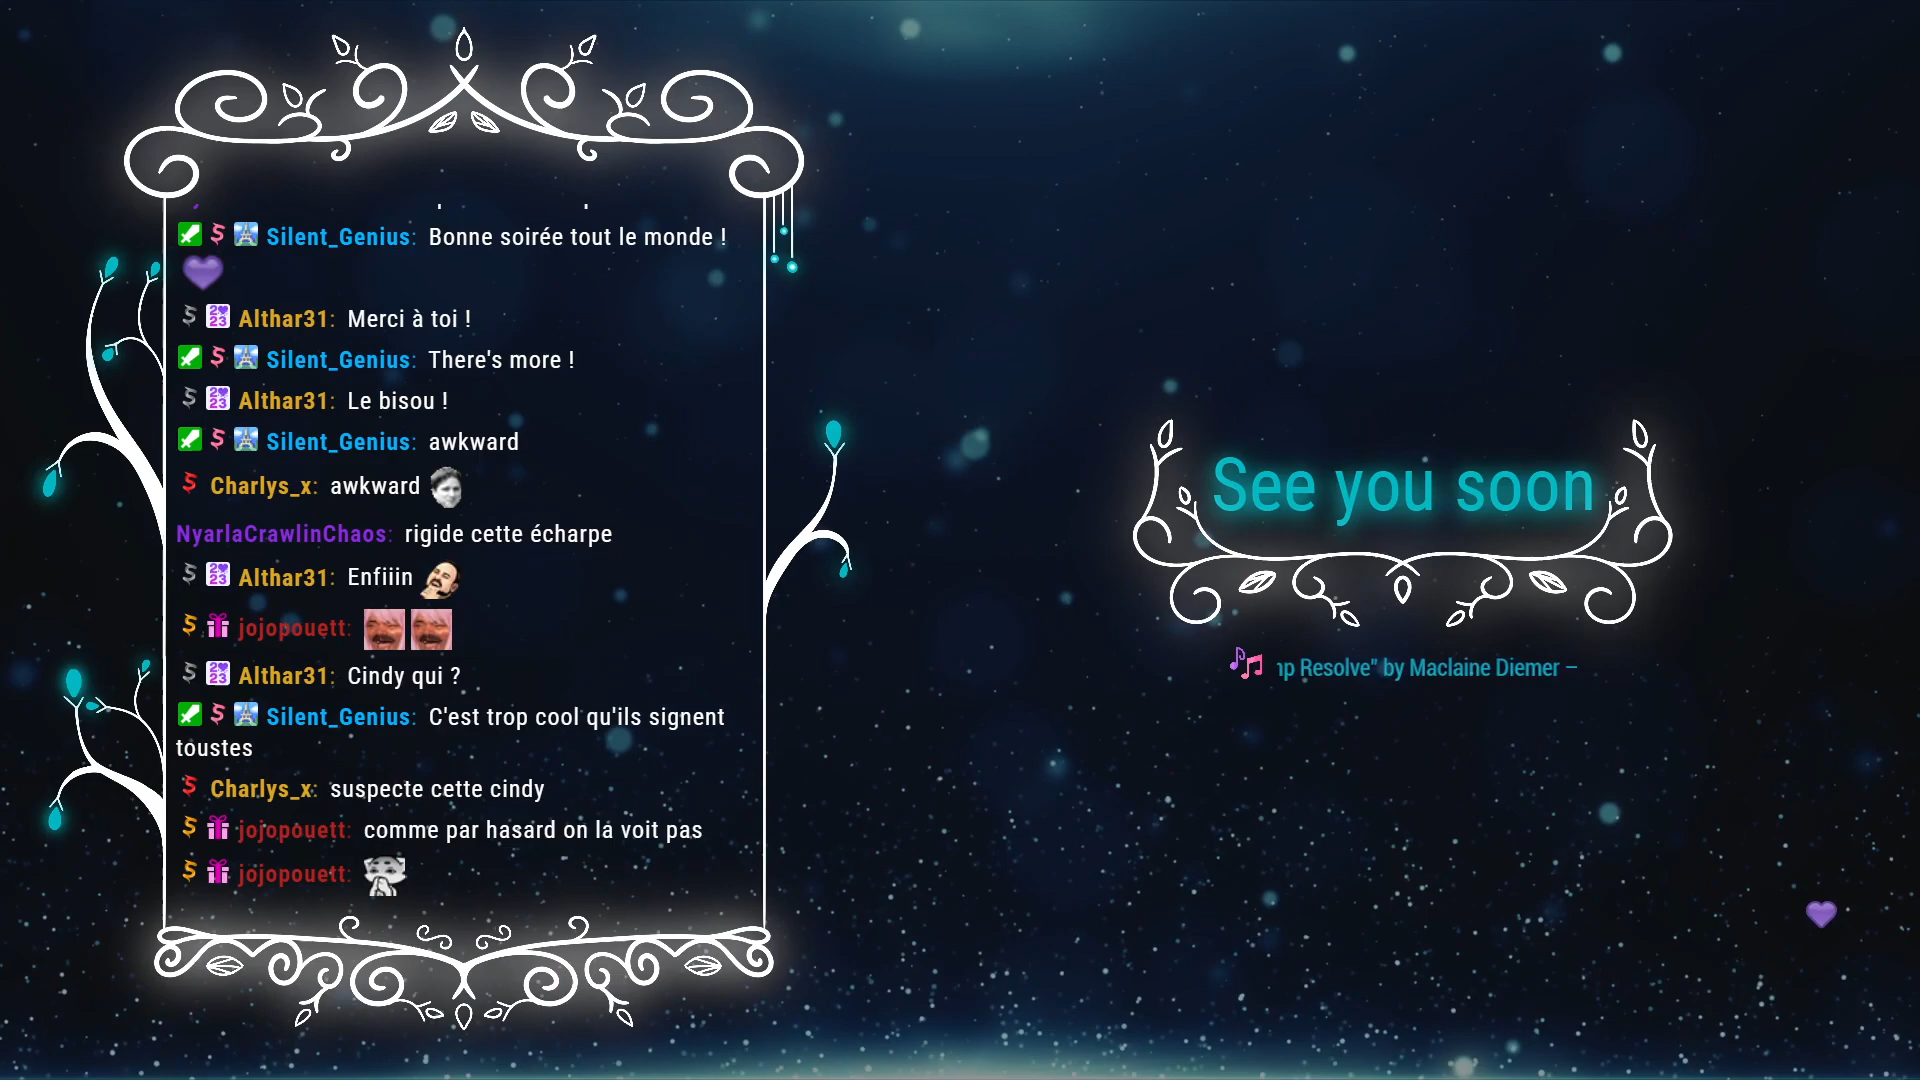 Silent_Genius: Bonne soirée tout le monde !
Althar31: Merci à toi !
Silent_Genius: There's more !
Althar31: Le bisou !
Silent_Genius: awkward
Charlys_x: awkward
NyarlaCrawlinChaos: rigide cette écharpe
Althar31: Enfiiin
jojopouett:
Althar31: Cindy qui ?
Silent_Genius: C'est trop cool qu'ils signent
toustes
Charlys_x: suspecte cette cindy
jojopouett: comme par hasard on la voit pas
jojopouett:
See you soon
Resolve" by Maclaine Diemer –